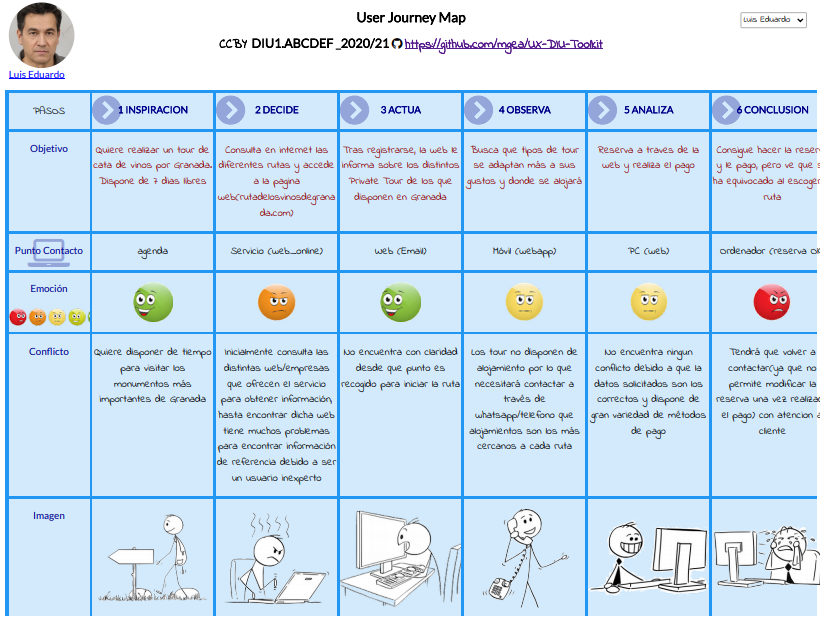 User Journey Map
Luis Eduardo
CCBY DIU1.ABCDEF_2020/21 https://github.com/mgea/UX-DIU-Toolkit
Luis Eduardo
PASOS
1 INSPIRACION
2 DECIDE
3 ACTUA
4 OBSERVA
5 ANALIZA
6 CONCLUSION
Objetivo
Quiere realizar un tour de
cata de vinos por Granada.
Dispone de 7 dias libres
Consulta en internet las
diferentes rutas y accede
a la pagina
web(rutadelosvinosdegrana
da.com)
Tras registrarse, la web le
informa sobre los distintos
Private Tour de los que
disponen en Granada
Busca que tipos de tour
se adaptan más a sus
gustos y donde se alojará
Reserva a traves de la
web y realiza el pago
Consigue hacer la reser
y le pago, pero ve que s
ha equivocado al escoger
ruta
Punto Contacto
agenda
Servicio (web_online)
Web (Email)
Móvil (webapp)
PC (web)
Ordenador (reserva O
Emoción
Conflicto
Quiere disponer de tiempo
para visitar los
monumentos más
importantes de Granada
Inicialmente consulta las
distintas web/empresas
que ofrecen el servicio
para obtener información,
hasta encontrar dicha web
tiene muchos problemas
para encontrar información
de referencia debido a ser
un usuario inexperto
No encuentra con claridad
desde que punto es
recogido para iniciar la ruta
Los tour no disponen de
alojamiento por lo que
necesitará contactar a
través de
whatsapp/telefono que
alojamientos son los más
cercanos a cada ruta
No encuentra ningun
conflicto debido a que la
datos solicitados son los
correctos y dispone de
gran variedad de métodos
de pago
Tendrá que volver a
contactar(ya que no
permite modificar la
reserva una vez realizad
el pago) con atencion a
cliente
Imagen